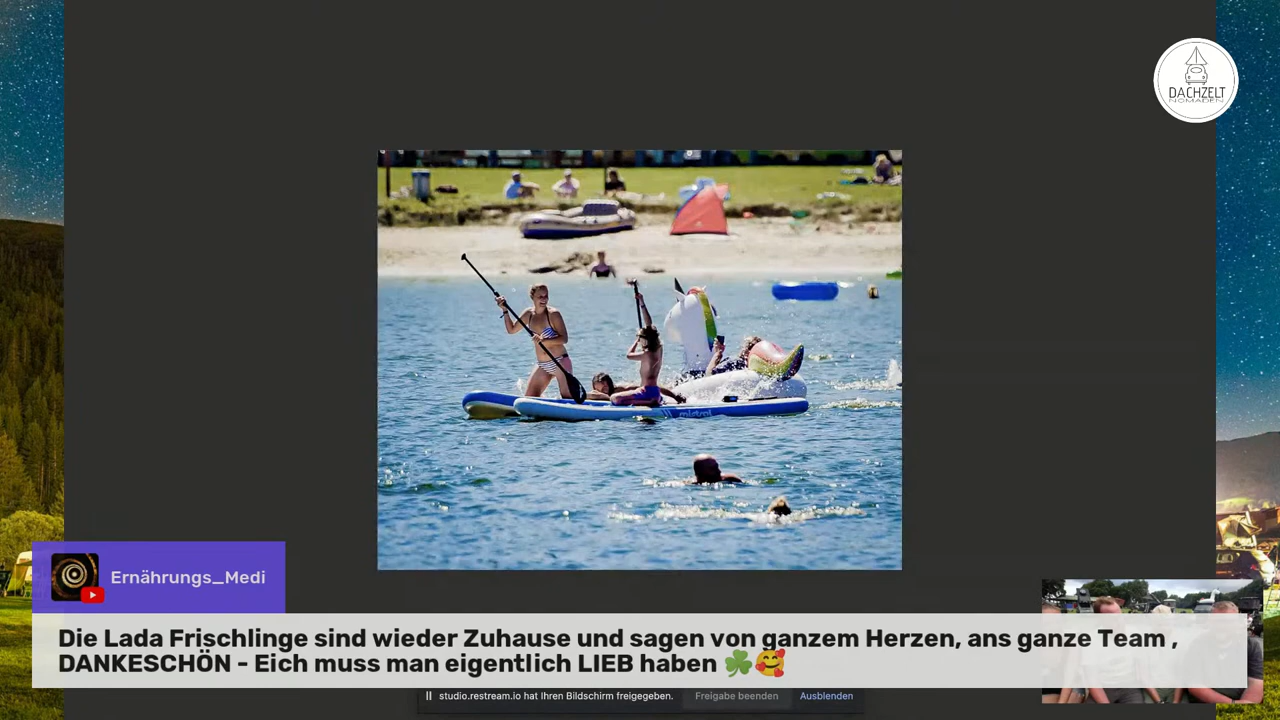 DACHZELT
NOMADEN
mistral
Ernährungs_Medi
Die Lada Frischlinge sind wieder Zuhause und sagen von ganzem Herzen, ans ganze Team ,
DANKESCHÖN - Eich muss man eigentlich LIEB haben ☘️🥰
studio.restream.io hat Ihren Bildschirm freigegeben. Freigabe beenden Ausblenden